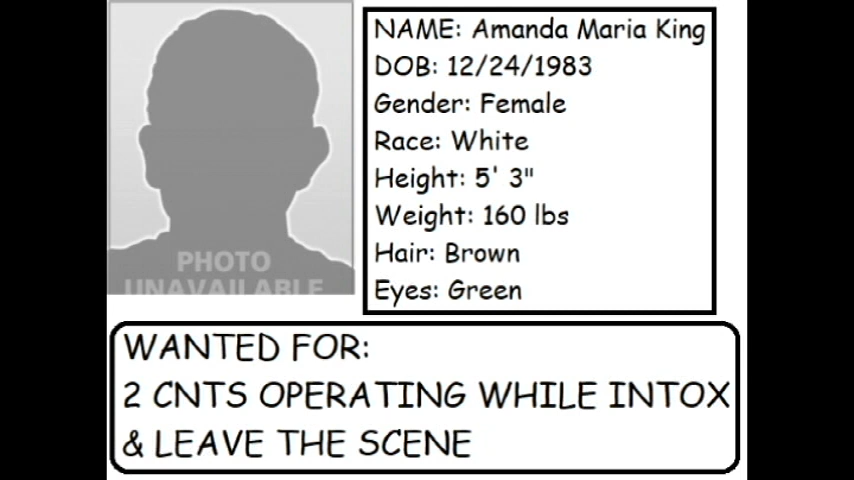 PHOTO
UNAVAILABLE
NAME: Amanda Maria King
DOB: 12/24/1983
Gender: Female
Race: White
Height: 5' 3"
Weight: 160 lbs
Hair: Brown
Eyes: Green
WANTED FOR:
2 CNTS OPERATING WHILE INTOX
& LEAVE THE SCENE